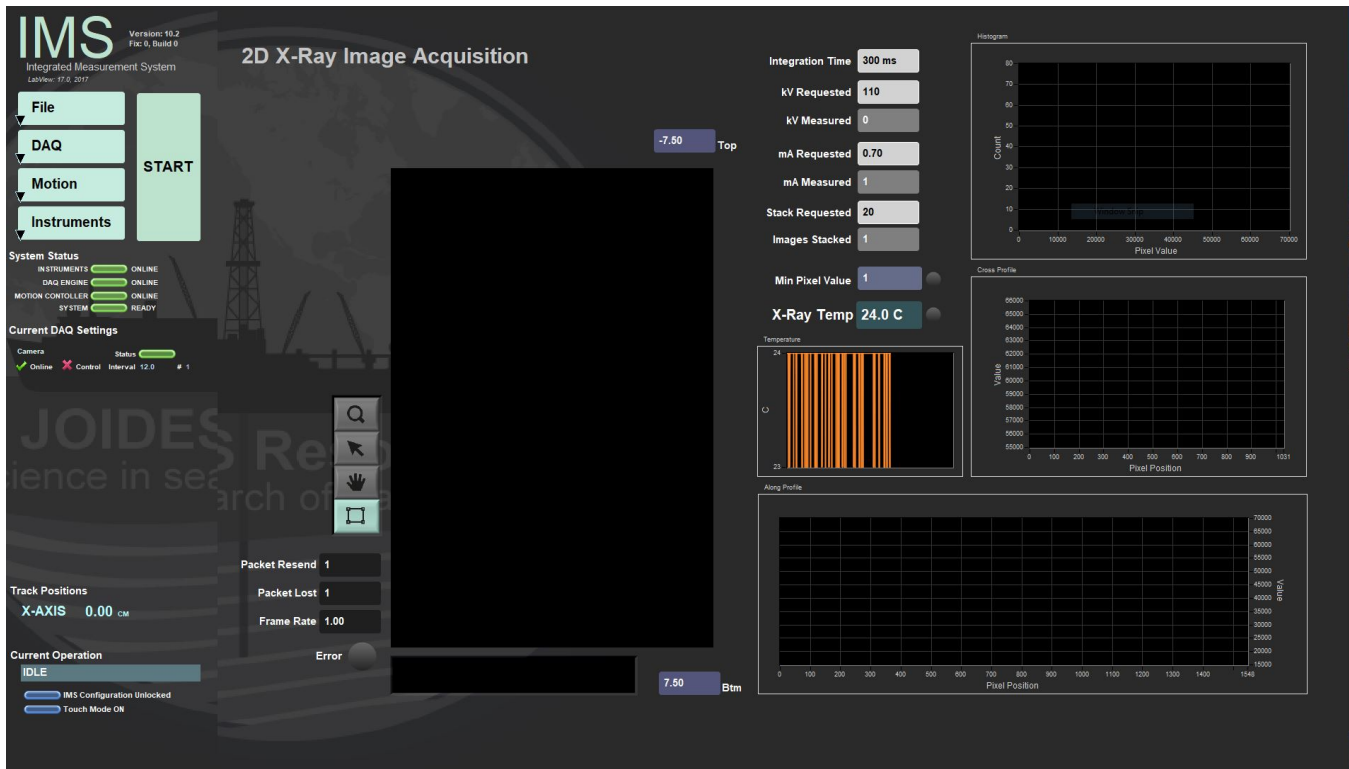 IMS
Version: 10.2
Fix: 0, Build 0
Integrated Measurement System
LabView: 17.0, 2017
File
DAQ
Motion
Instruments
START
System Status
INSTRUMENTS ONLINE
DAQ ENGINE ONLINE
MOTION CONTOLLER ONLINE
SYSTEM READY
Current DAQ Settings
Camera Status
Online Control Interval 12.0 # 1
JOIDES
Science in sea
Track Positions
X-AXIS 0.00 CM
Current Operation
IDLE
IMS Configuration Unlocked
Touch Mode ON
2D X-Ray Image Acquisition
-7.50 Top
S Reso
arch of
Packet Resend 1
Packet Lost 1
Frame Rate 1.00
Error
7.50 Btm
Integration Time 300 ms
kV Requested 110
kV Measured 0
mA Requested 0.70
mA Measured 1
Stack Requested 20
Images Stacked 1
Min Pixel Value 1
X-Ray Temp 24.0 C
Temperature
24
C
23
Histogram
80
70
60
50
40
30
20
10
0
Count
0 10000 20000 30000 40000 50000 60000 70000
Pixel Value
Cross Profile
66000
65000
64000
63000
62000
61000
60000
59000
58000
57000
56000
55000
Value
0 100 200 300 400 500 600 700 800 900 1031
Pixel Position
Along Profile
70000
65000
60000
55000
50000
45000
40000
35000
30000
25000
20000
15000
Value
0 100 200 300 400 500 600 700 800 900 1000 1100 1200 1300 1400 1548
Pixel Position